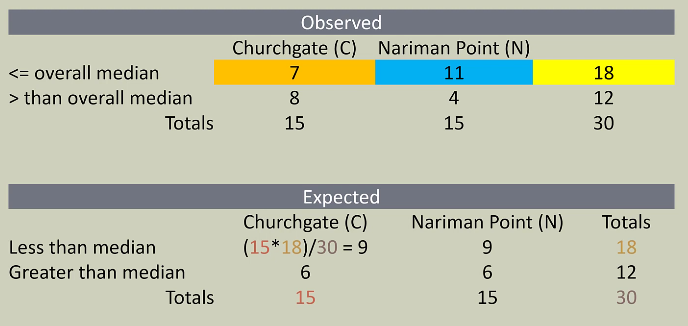 Observed
Churchgate (C) Nariman Point (N)
<= overall median 7 11 18
> than overall median 8 4 12
Totals 15 15 30
Expected
Churchgate (C) Nariman Point (N) Totals
Less than median (15*18)/30 = 9 9 18
Greater than median 6 6 12
Totals 15 15 30